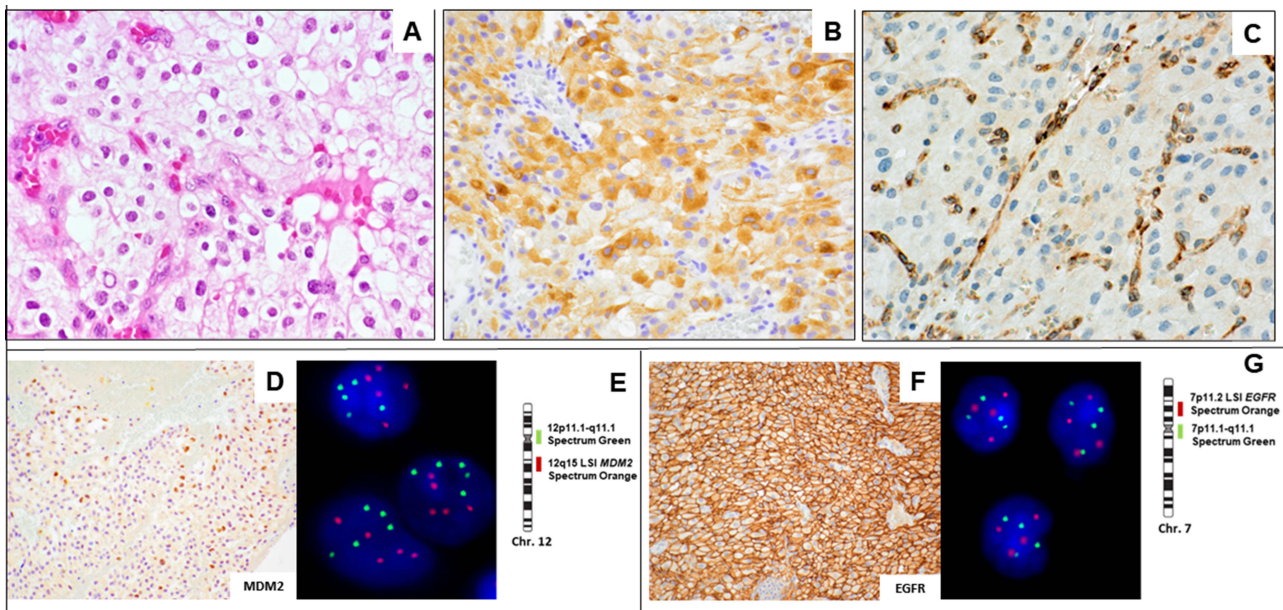 A
B
C
D
MDM2
E
12p11.1-q11.1
Spectrum Green
12q15 LSI MDM2
Spectrum Orange
Chr. 12
F
EGFR
G
7p11.2 LSI EGFR
Spectrum Orange
7p11.1-q11.1
Spectrum Green
Chr. 7